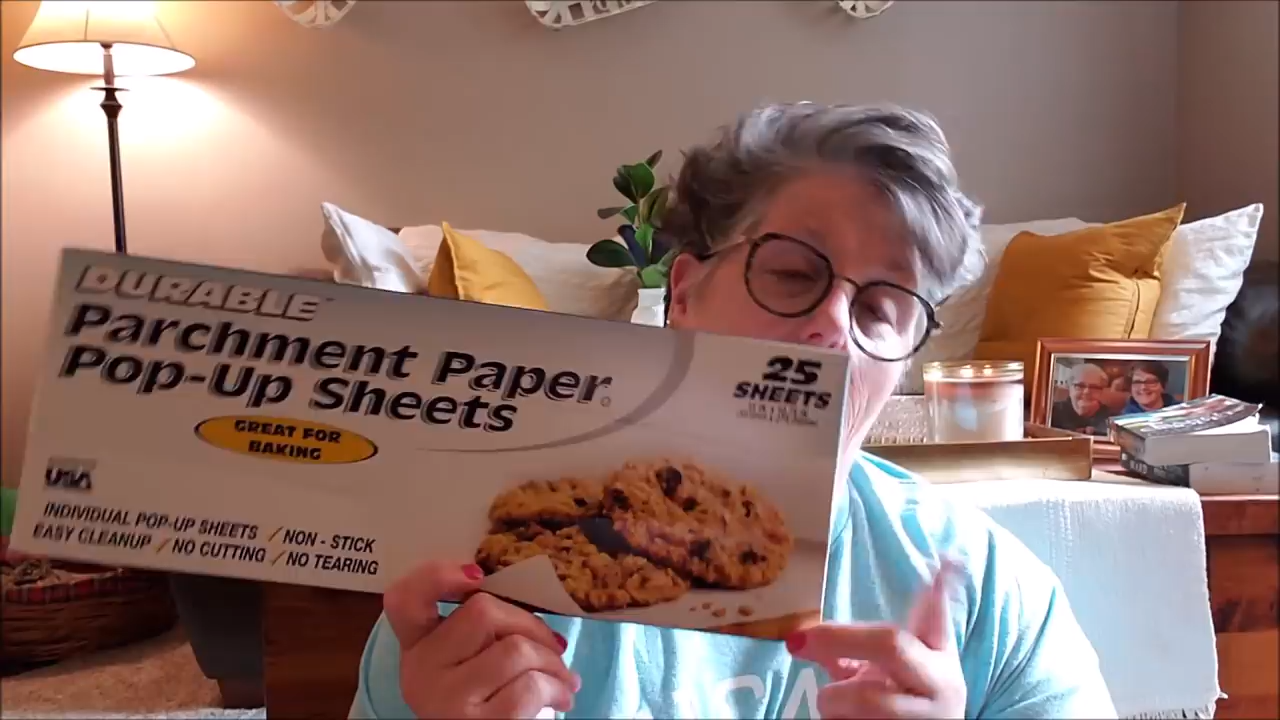 DURABLE
Parchment Paper
Pop-Up Sheets
25
SHEETS
GREAT FOR
BAKING
USA
INDIVIDUAL POP-UP SHEETS / NON - STICK
EASY CLEANUP / NO CUTTING / NO TEARING